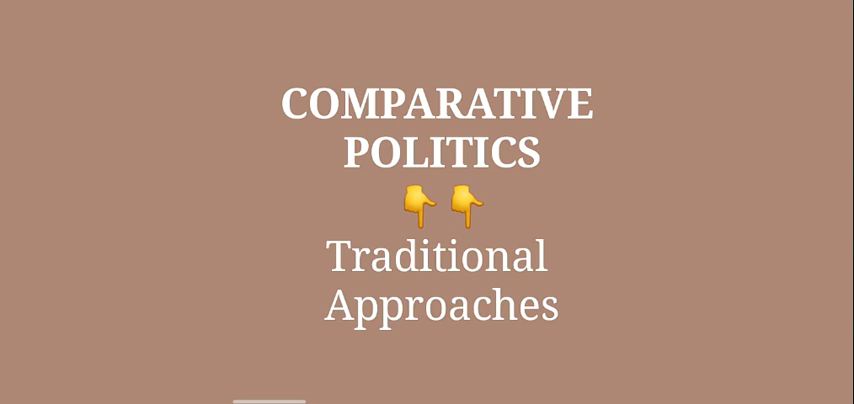 COMPARATIVE
POLITICS
👇👇
Traditional
Approaches